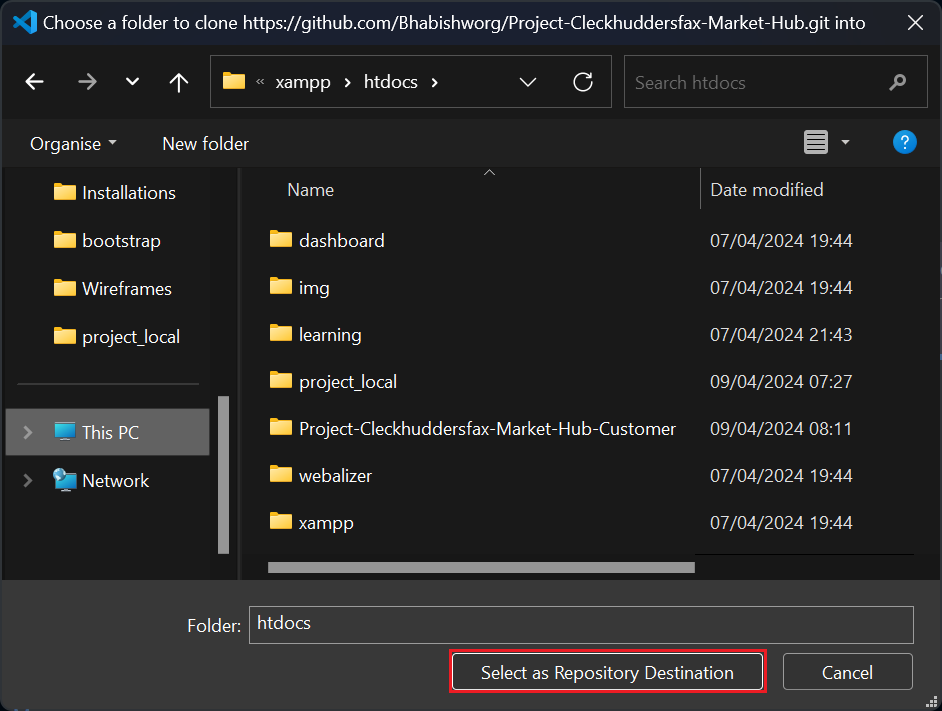 Choose a folder to clone https://github.com/Bhabishworg/Project-Cleckhuddersfax-Market-Hub.git into
« xampp › htdocs ›
Search htdocs
Organise
New folder
?
Installations
bootstrap
Wireframes
project_local
This PC
Network
Name Date modified
dashboard 07/04/2024 19:44
img 07/04/2024 19:44
learning 07/04/2024 21:43
project_local 09/04/2024 07:27
Project-Cleckhuddersfax-Market-Hub-Customer 09/04/2024 08:11
webalizer 07/04/2024 19:44
xampp 07/04/2024 19:44
Folder: htdocs
Select as Repository Destination
Cancel